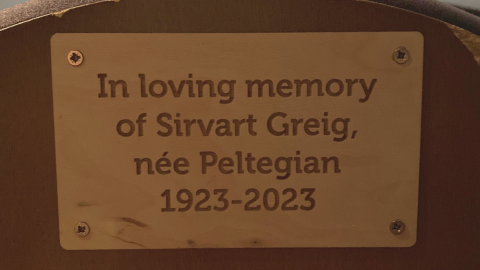 In loving memory
of Sirvart Greig,
née Peltegian
1923-2023